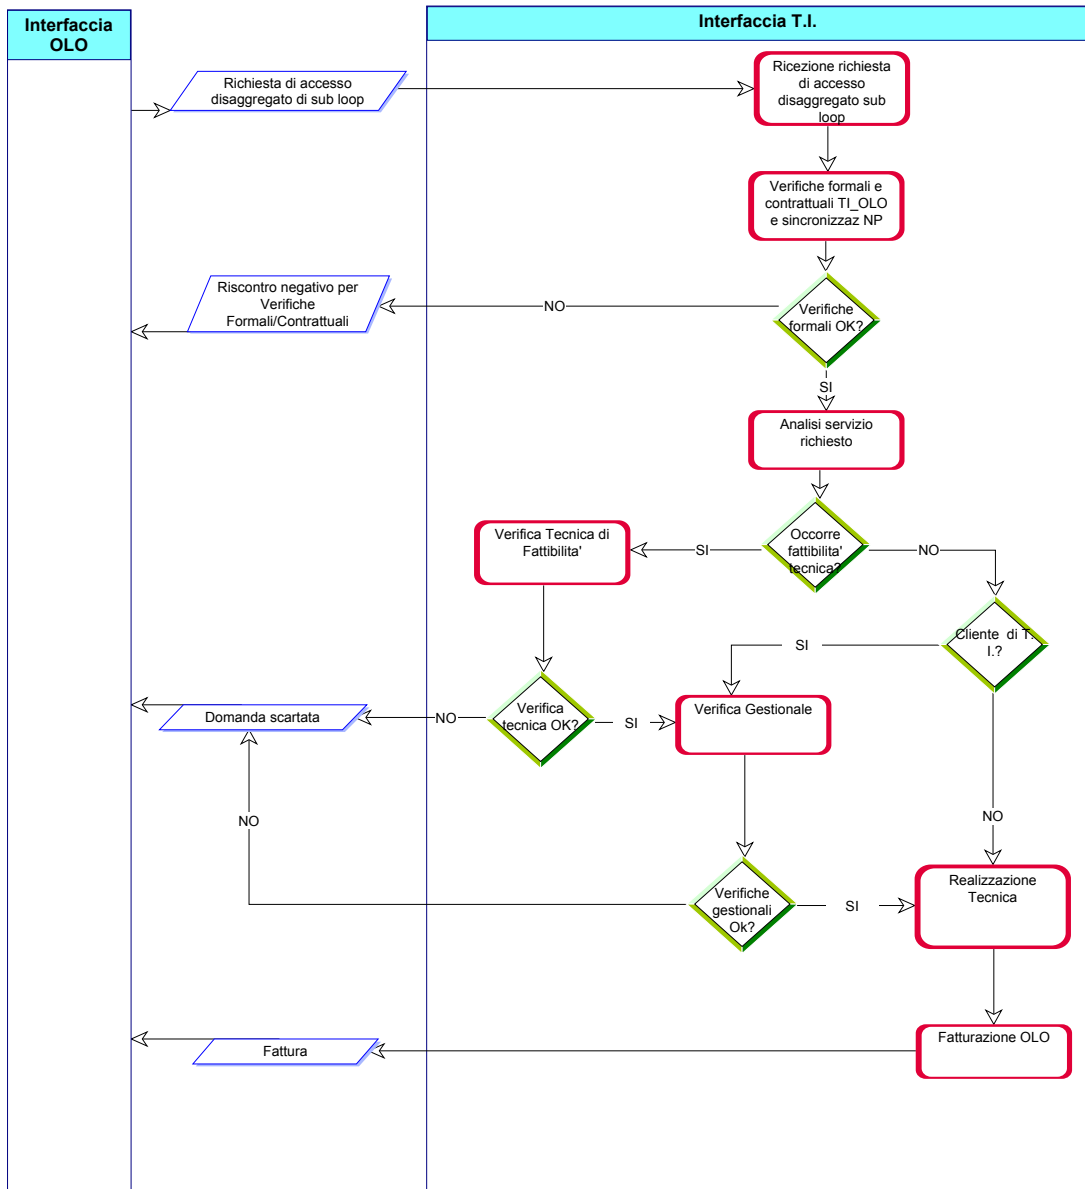 Interfaccia
OLO
Interfaccia T.I.
Richiesta di accesso
disaggregato di sub loop
Ricezione richiesta
di accesso
disaggregato sub
loop
Verifiche formali e
contrattuali TI_OLO
e sincronizzaz NP
Riscontro negativo per
Verifiche
Formali/Contrattuali
NO
Verifiche
formali OK?
SI
Analisi servizio
richiesto
Verifica Tecnica di
Fattibilita'
SI
Occorre
fattibilita'
tecnica?
NO
Cliente di T.
I.?
SI
Domanda scartata
NO
Verifica
tecnica OK?
SI
Verifica Gestionale
NO
NO
Verifiche
gestionali
Ok?
SI
Realizzazione
Tecnica
Fattura
Fatturazione OLO